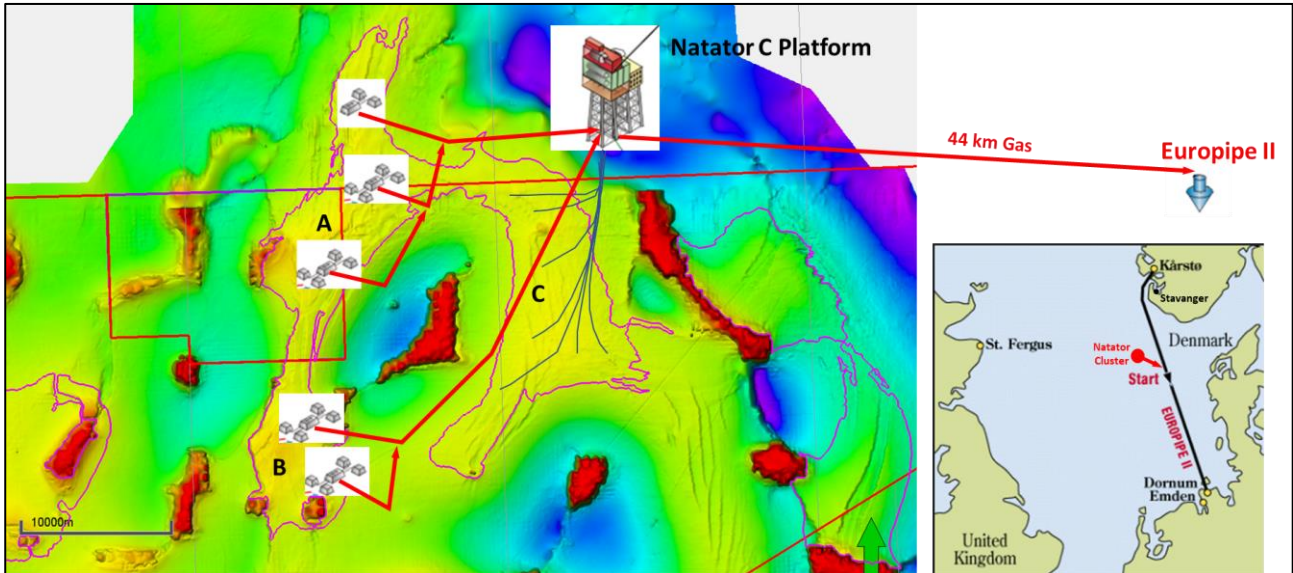 Natator C Platform
44 km Gas
Europipe II
A
C
B
10000m
Kårstø
Stavanger
St. Fergus
Denmark
Natator
Cluster
Start
EUROPIPE II
Dornum
Emden
United
Kingdom